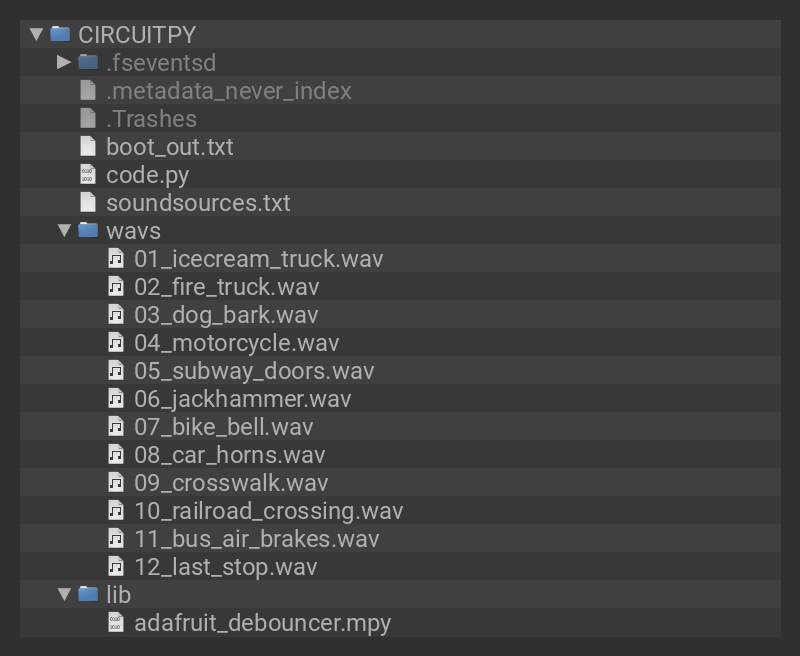 CIRCUITPY
.fseventsd
.metadata_never_index
.Trashes
boot_out.txt
code.py
soundsources.txt
wavs
01_icecream_truck.wav
02_fire_truck.wav
03_dog_bark.wav
04_motorcycle.wav
05_subway_doors.wav
06_jackhammer.wav
07_bike_bell.wav
08_car_horns.wav
09_crosswalk.wav
10_railroad_crossing.wav
11_bus_air_brakes.wav
12_last_stop.wav
lib
adafruit_debouncer.mpy